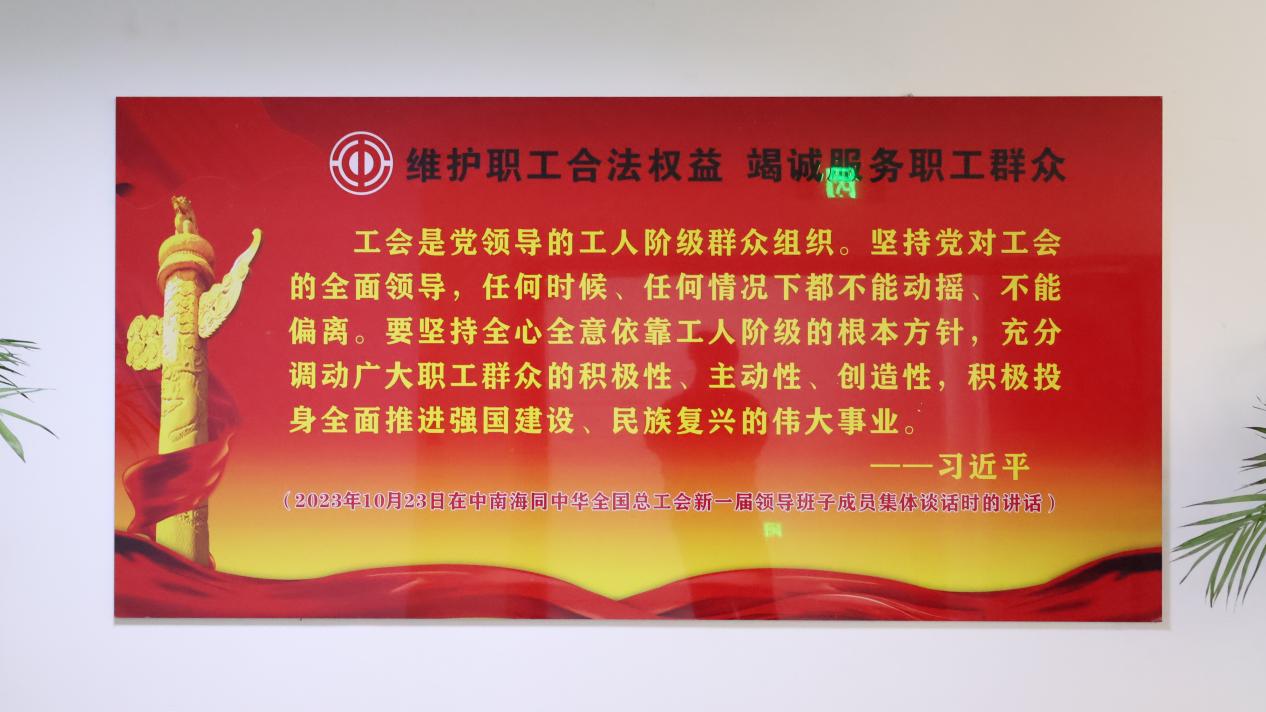 维护职工合法权益 竭诚服务职工群众
工会是党领导的工人阶级群众组织。坚持党对工会
的全面领导，任何时候、任何情况下都不能动摇、不能
偏离。要坚持全心全意依靠工人阶级的根本方针，充分
调动广大职工群众的积极性、主动性、创造性，积极投
身全面推进强国建设、民族复兴的伟大事业。
——习近平
（2023年10月23日在中南海同中华全国总工会新一届领导班子成员集体谈话时的讲话）